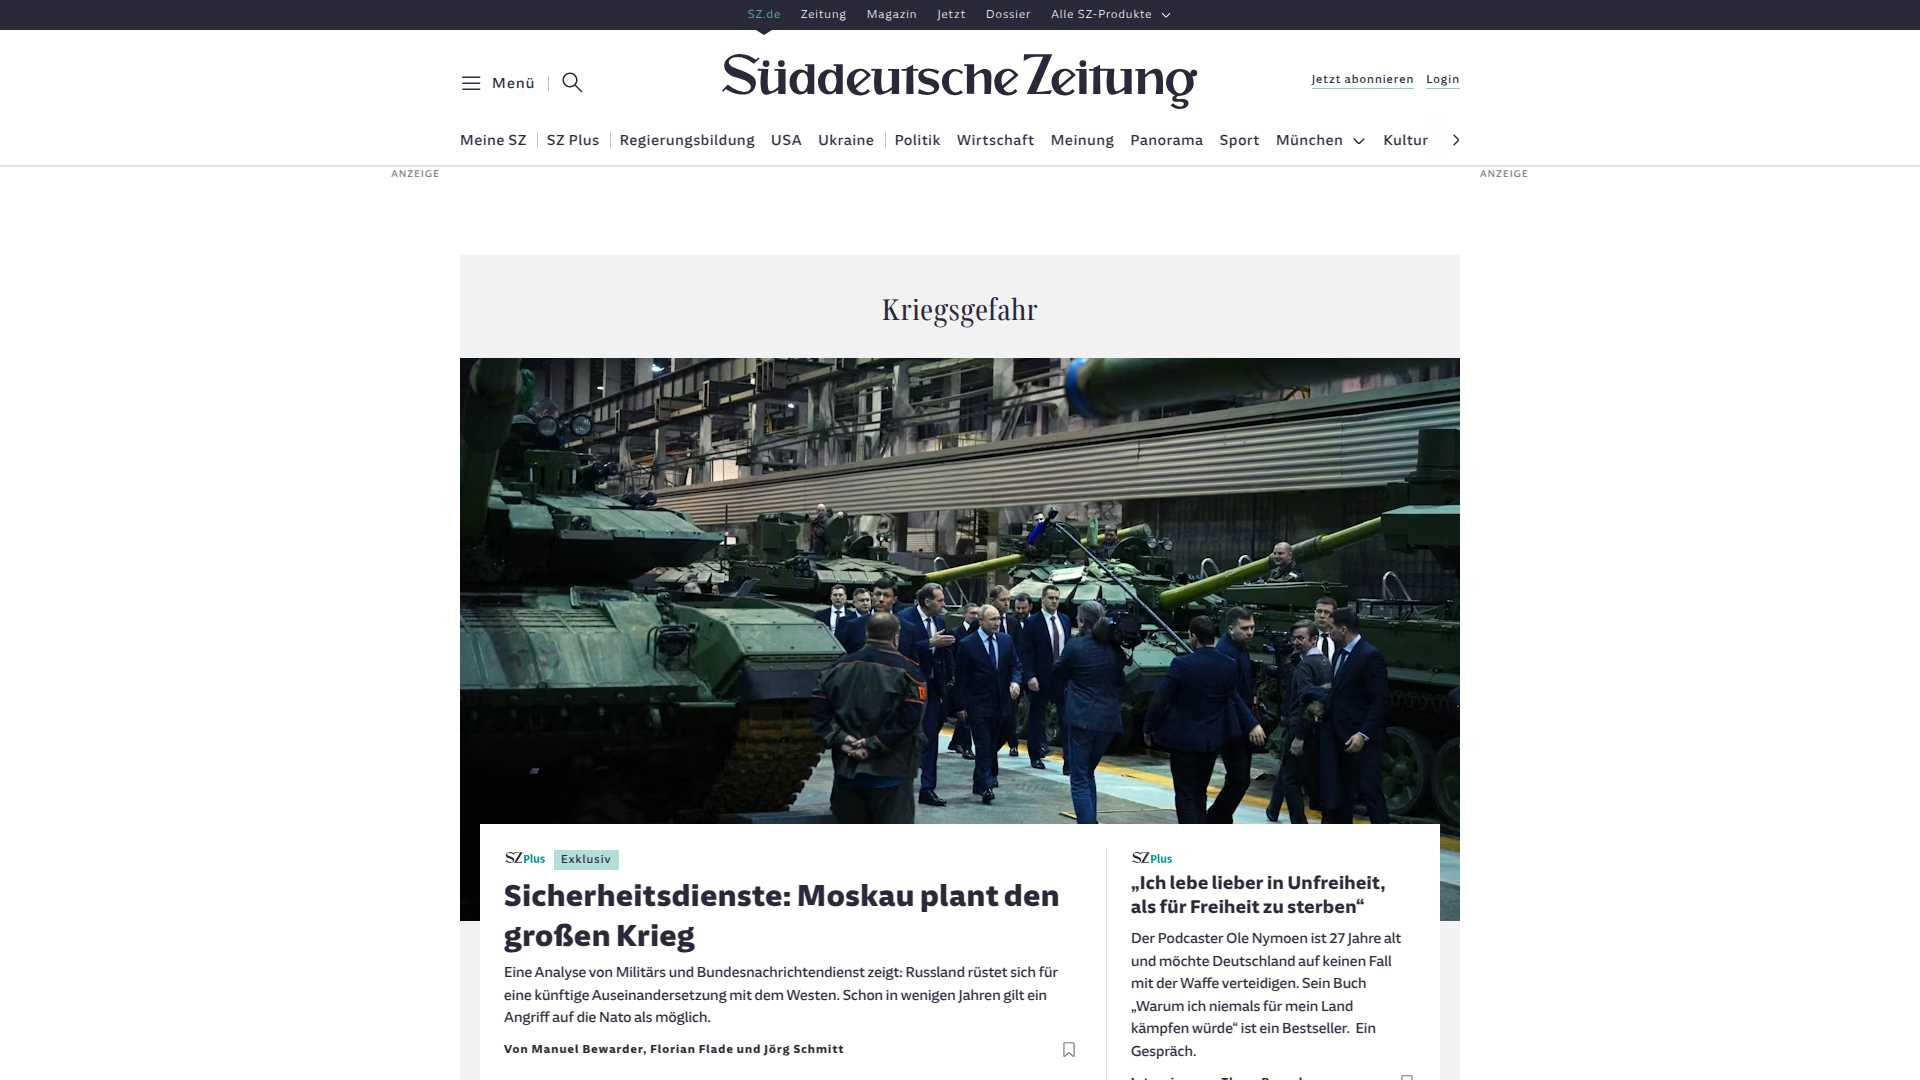 SZ.de Zeitung Magazin Jetzt Dossier Alle SZ-Produkte
Menü
Süddeutsche Zeitung
Jetzt abonnieren Login
Meine SZ SZ Plus Regierungsbildung USA Ukraine Politik Wirtschaft Meinung Panorama Sport München Kultur
ANZEIGE
ANZEIGE
Kriegsgefahr
SZ Plus Exklusiv
Sicherheitsdienste: Moskau plant den
großen Krieg
Eine Analyse von Militärs und Bundesnachrichtendienst zeigt: Russland rüstet sich für
eine künftige Auseinandersetzung mit dem Westen. Schon in wenigen Jahren gilt ein
Angriff auf die Nato als möglich.
Von Manuel Bewarder, Florian Flade und Jörg Schmitt
SZ Plus
„Ich lebe lieber in Unfreiheit,
als für Freiheit zu sterben“
Der Podcaster Ole Nymoen ist 27 Jahre alt
und möchte Deutschland auf keinen Fall
mit der Waffe verteidigen. Sein Buch
„Warum ich niemals für mein Land
kämpfen würde“ ist ein Bestseller. Ein
Gespräch.